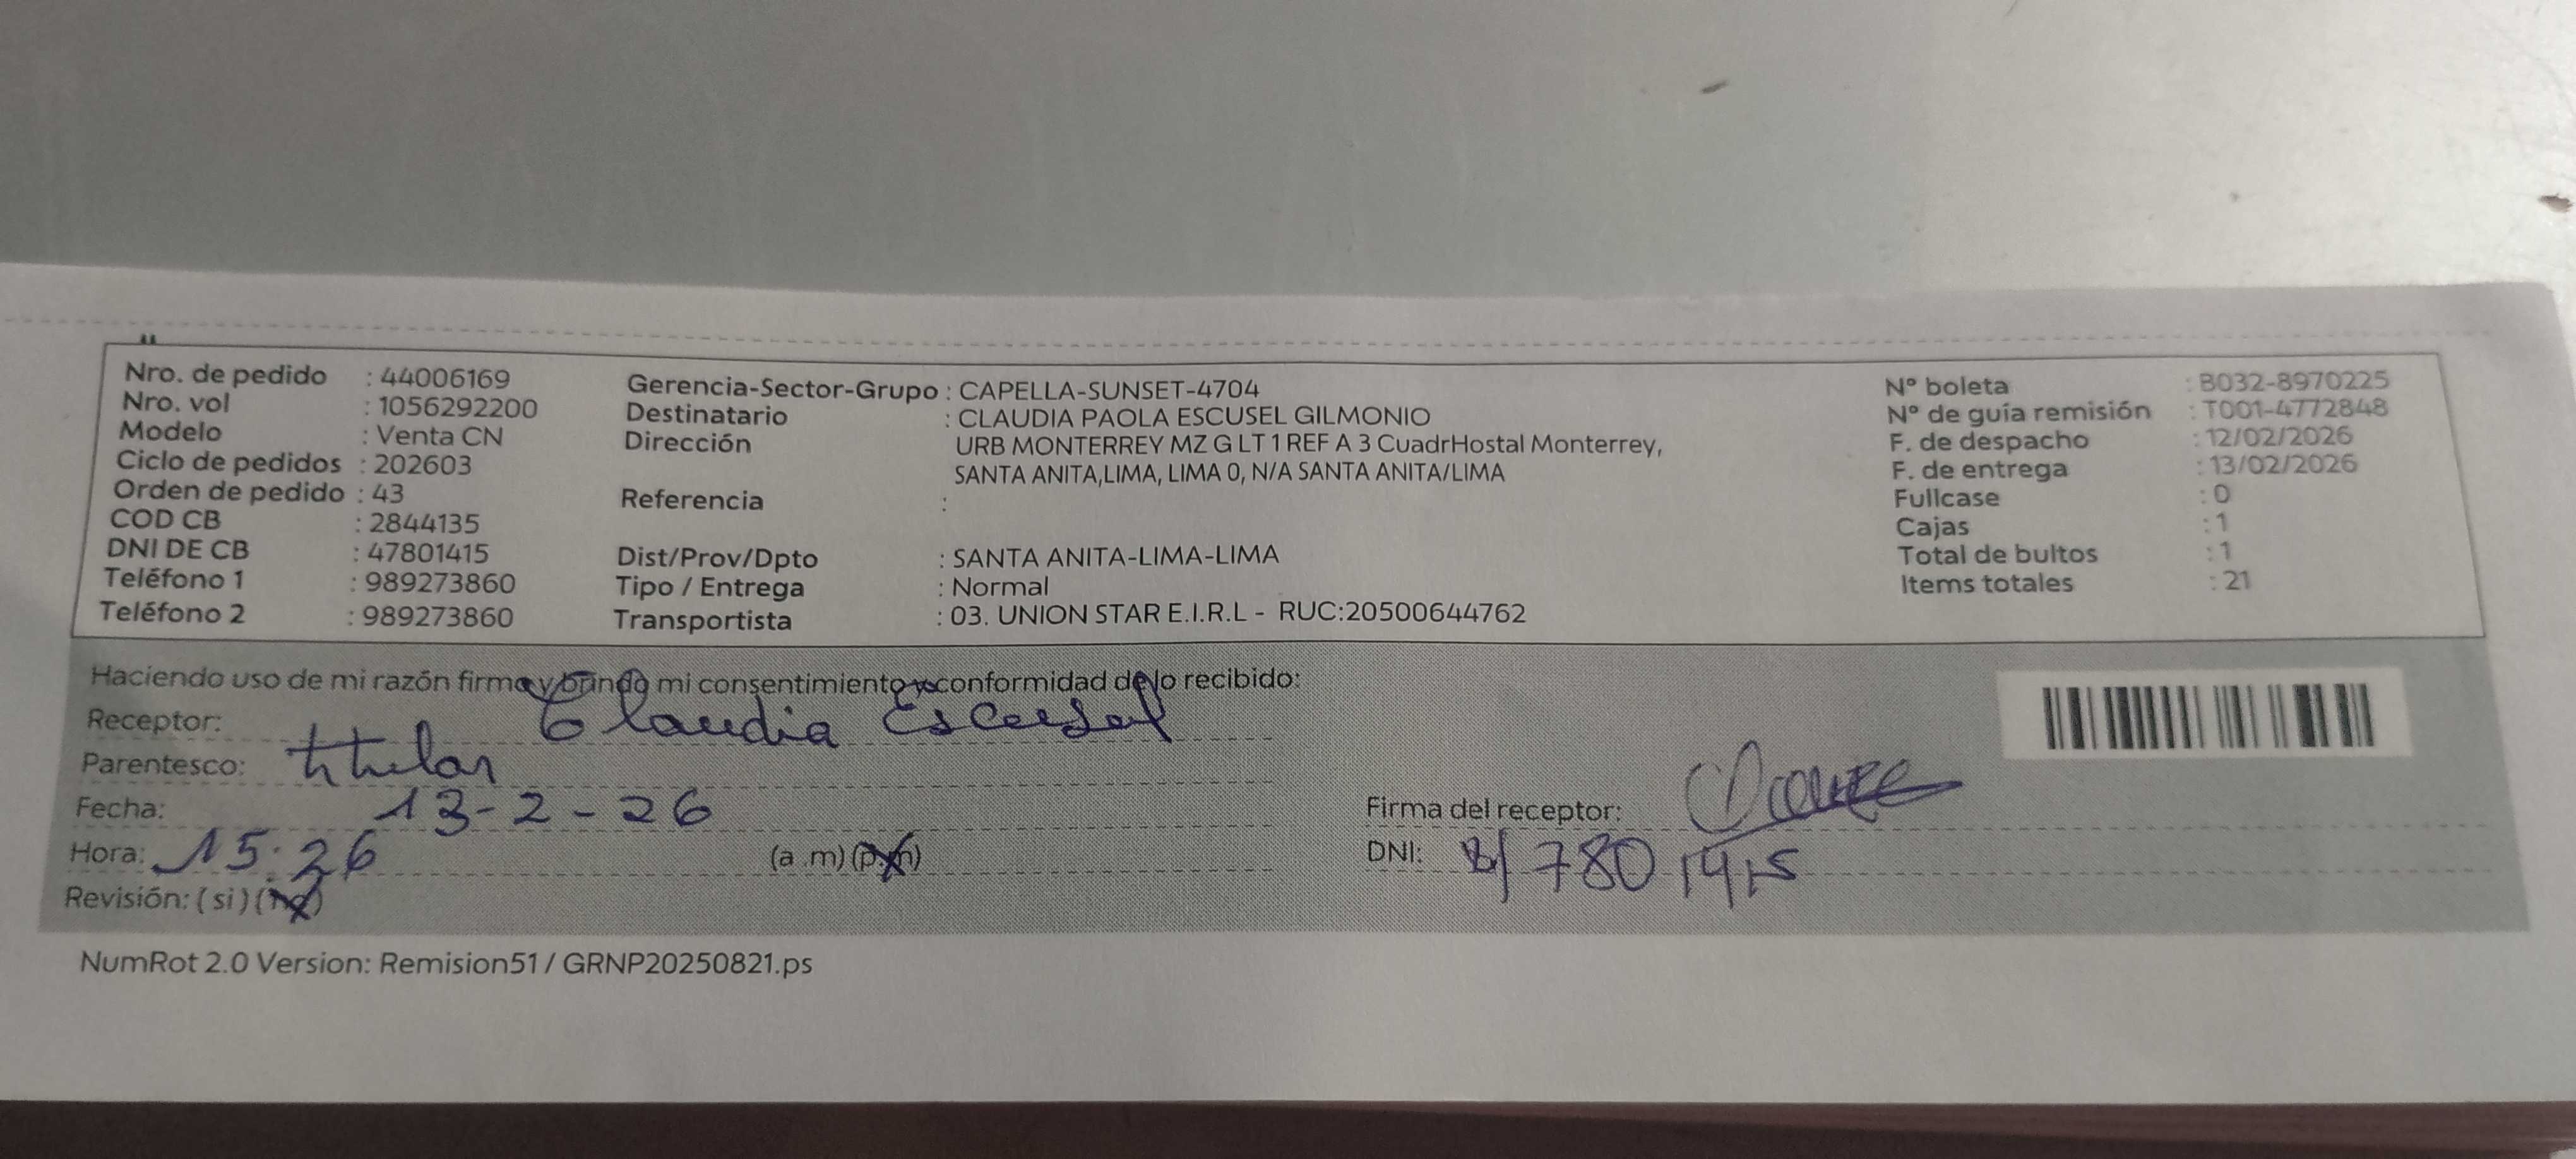 Nro. de pedido : 44006169
Nro. vol : 1056292200
Modelo : Venta CN
Ciclo de pedidos : 202603
Orden de pedido : 43
COD CB : 2844135
DNI DE CB : 47801415
Teléfono 1 : 989273860
Teléfono 2 : 989273860
Gerencia-Sector-Grupo : CAPELLA-SUNSET-4704
Destinatario : CLAUDIA PAOLA ESCUSEL GILMONIO
Dirección URB MONTERREY MZ G LT 1 REF A 3 CuadrHostal Monterrey,
SANTA ANITA,LIMA, LIMA 0, N/A SANTA ANITA/LIMA
Referencia :
Dist/Prov/Dpto : SANTA ANITA-LIMA-LIMA
Tipo / Entrega : Normal
Transportista : 03. UNION STAR E.I.R.L - RUC:20500644762
N° boleta : B032-8970225
N° de guía remisión : T001-4772848
F. de despacho : 12/02/2026
F. de entrega : 13/02/2026
Fullcase : 0
Cajas : 1
Total de bultos : 1
Items totales : 21
Haciendo uso de mi razón firmo y brindo mi consentimiento y conformidad de lo recibido:
Receptor: Claudia Escusel
Parentesco: titular
Fecha: 13-2-26
Hora: 15:26 (a .m) (p.m)
Revisión: ( si ) (no)
Firma del receptor:
DNI: 47801415
NumRot 2.0 Version: Remision51 / GRNP20250821.ps